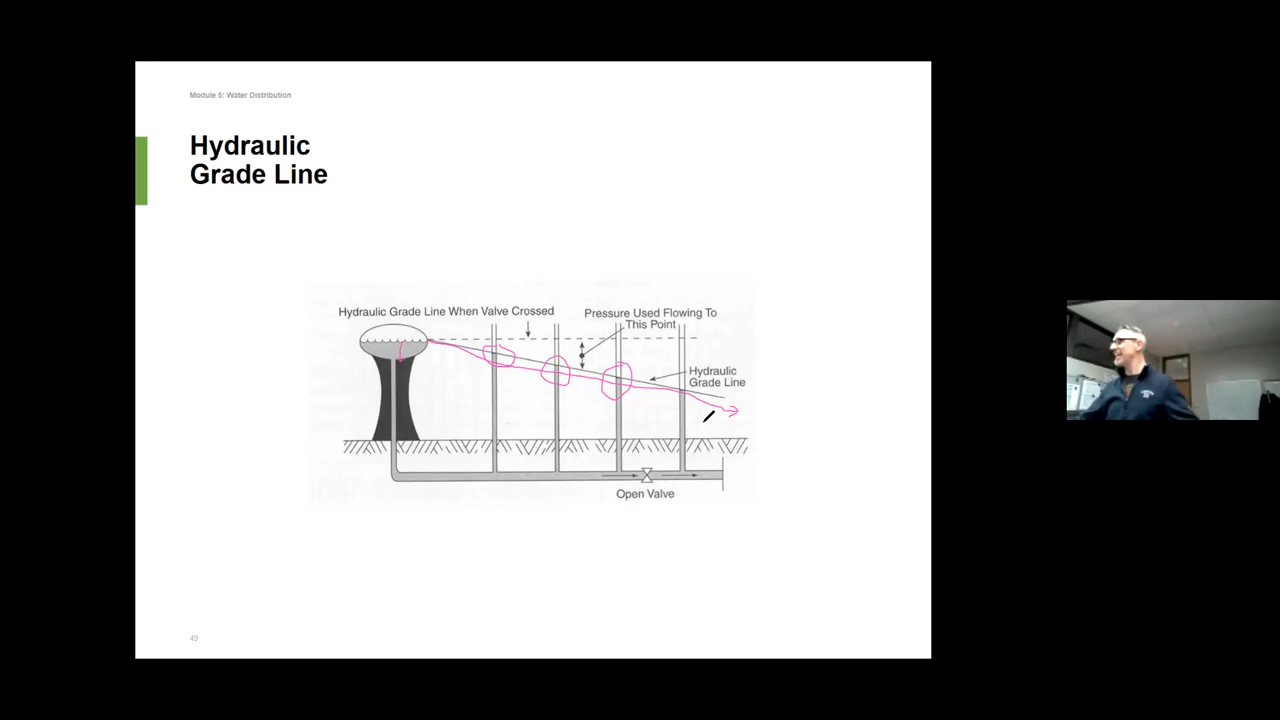 Module 5: Water Distribution
Hydraulic
Grade Line
Hydraulic Grade Line When Valve Crossed
Pressure Used Flowing To
This Point
Hydraulic
Grade Line
Open Valve
49